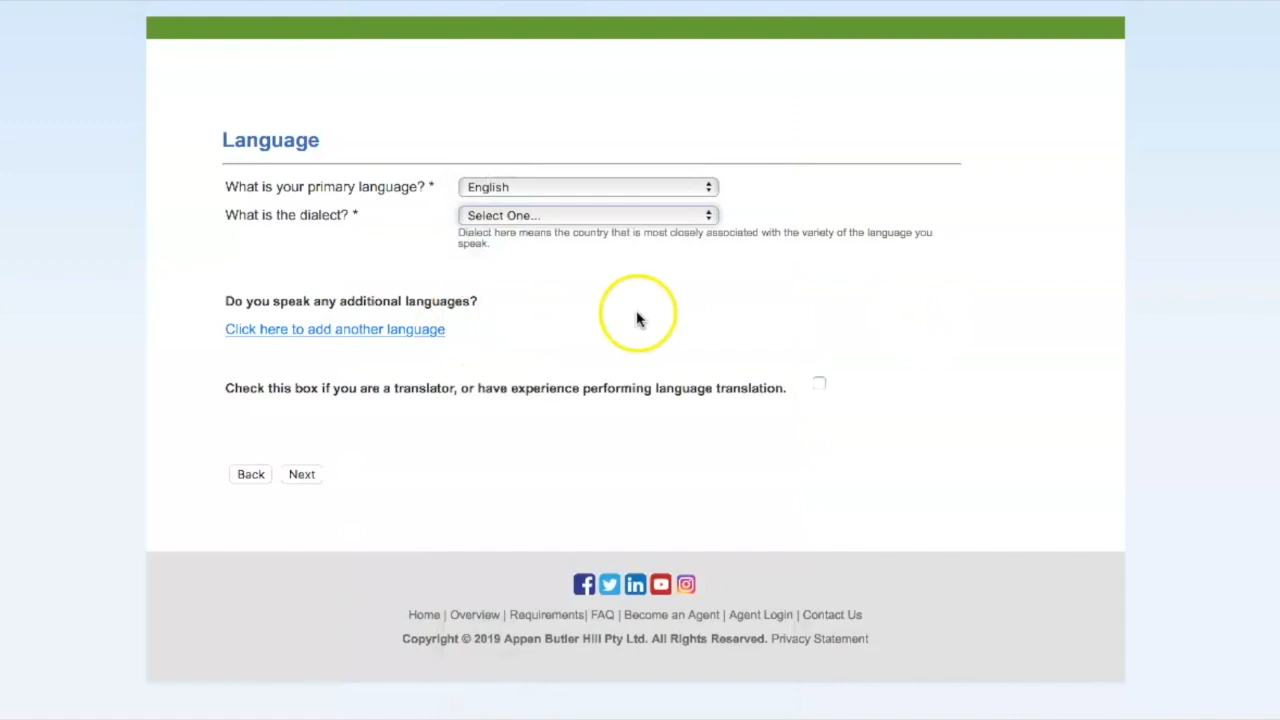 Language
What is your primary language? * English
What is the dialect? * Select One...
Dialect here means the country that is most closely associated with the variety of the language you
speak.
Do you speak any additional languages?
Click here to add another language
Check this box if you are a translator, or have experience performing language translation.
Back Next
Home | Overview | Requirements| FAQ | Become an Agent | Agent Login | Contact Us
Copyright © 2019 Appen Butler Hill Pty Ltd. All Rights Reserved. Privacy Statement